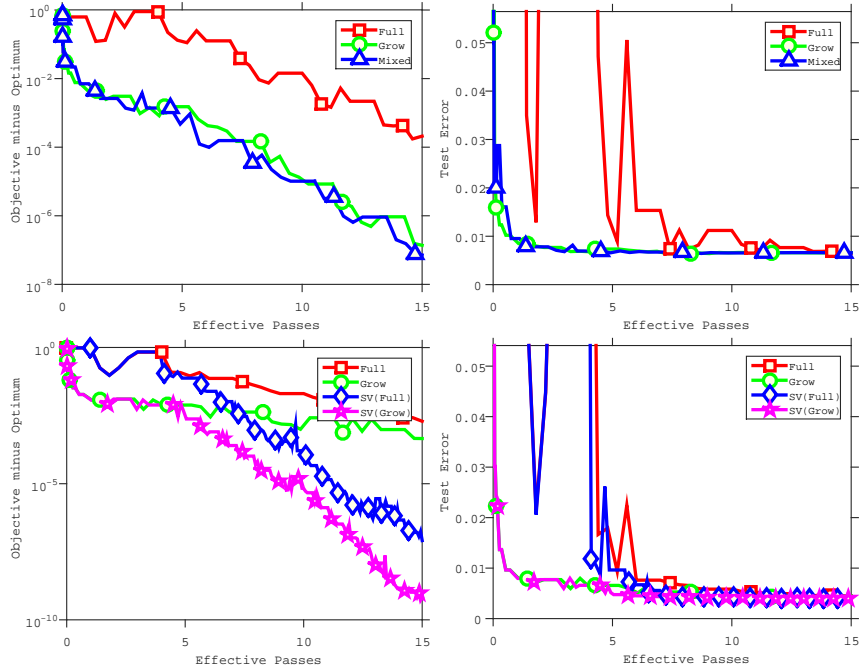 Objective minus Optimum
10^0
10^-2
10^-4
10^-6
10^-8
0
5
10
15
Effective Passes
Full
Grow
Mixed
Test Error
0.05
0.04
0.03
0.02
0.01
0
0
5
10
15
Effective Passes
Full
Grow
Mixed
Objective minus Optimum
10^0
10^-5
10^-10
0
5
10
15
Effective Passes
Full
Grow
SV(Full)
SV(Grow)
Test Error
0.05
0.04
0.03
0.02
0.01
0
0
5
10
15
Effective Passes
Full
Grow
SV(Full)
SV(Grow)